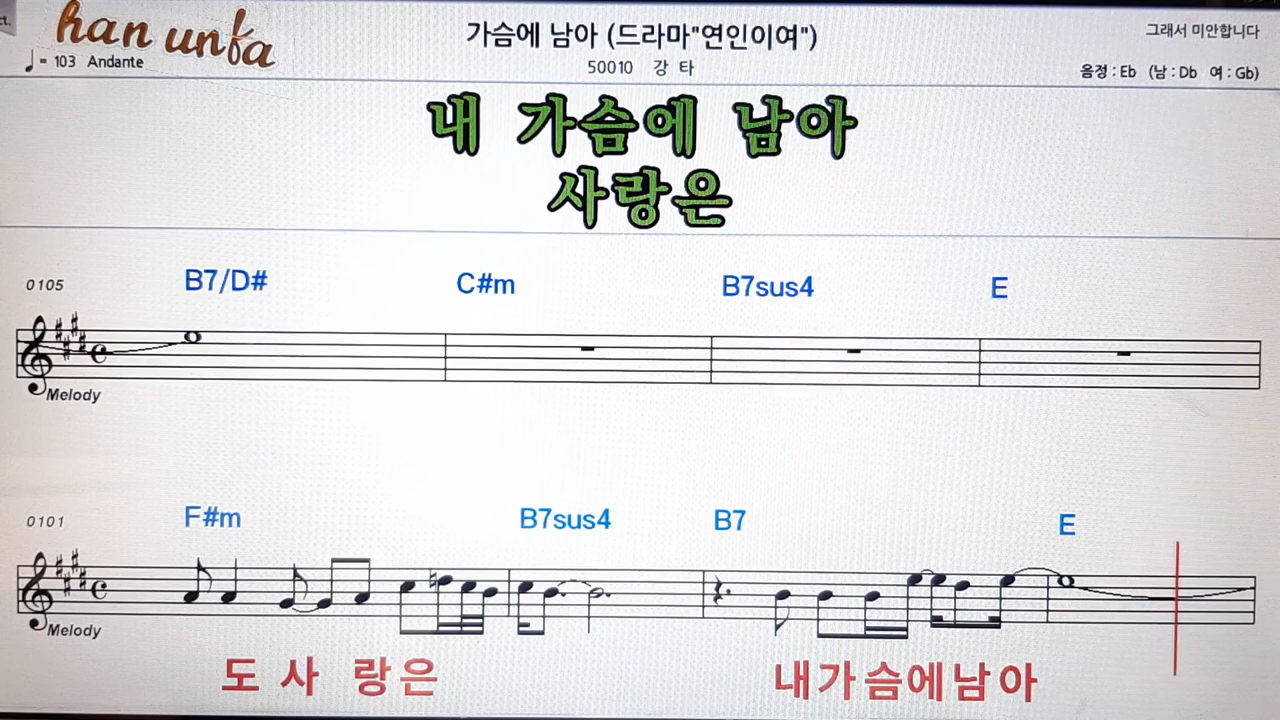 ct.
han unfa
가슴에 남아 (드라마"연인이여")
그래서 미안합니다
♩= 103 Andante
50010 강 타
음정 : Eb (남 : Db 여 : Gb)
내 가슴에 남아
사랑은
0105
B7/D# C#m B7sus4 E
Melody
0101
F#m B7sus4 B7 E
Melody
도 사 랑은 내가슴에남아